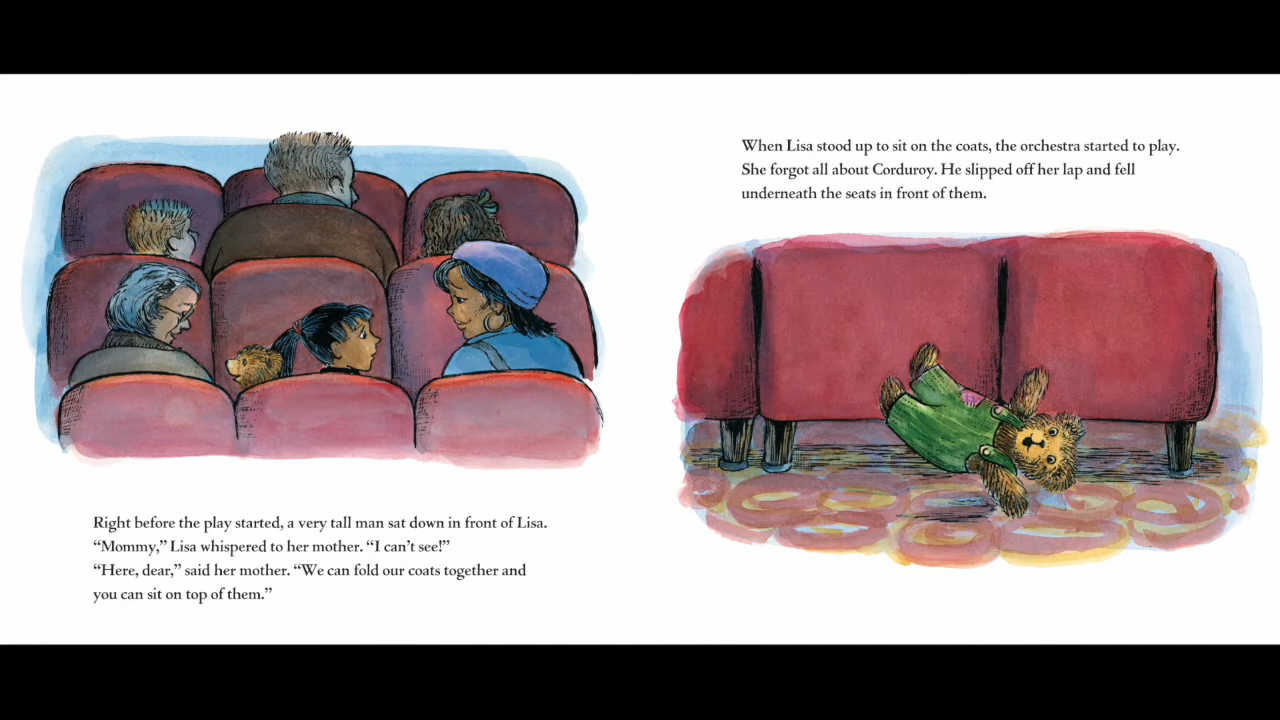 Right before the play started, a very tall man sat down in front of Lisa.
“Mommy,” Lisa whispered to her mother. “I can’t see!”
“Here, dear,” said her mother. “We can fold our coats together and
you can sit on top of them.”
When Lisa stood up to sit on the coats, the orchestra started to play.
She forgot all about Corduroy. He slipped off her lap and fell
underneath the seats in front of them.